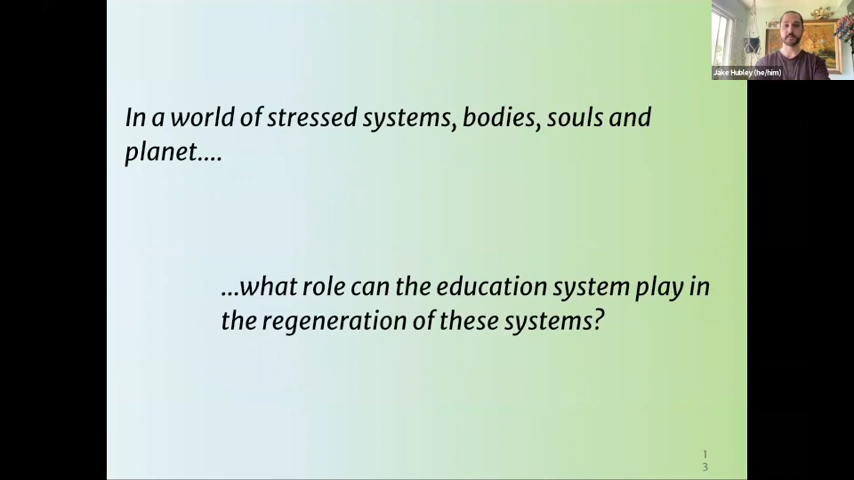 Jake Hubley (he/him)
In a world of stressed systems, bodies, souls and
planet....
...what role can the education system play in
the regeneration of these systems?
1
3